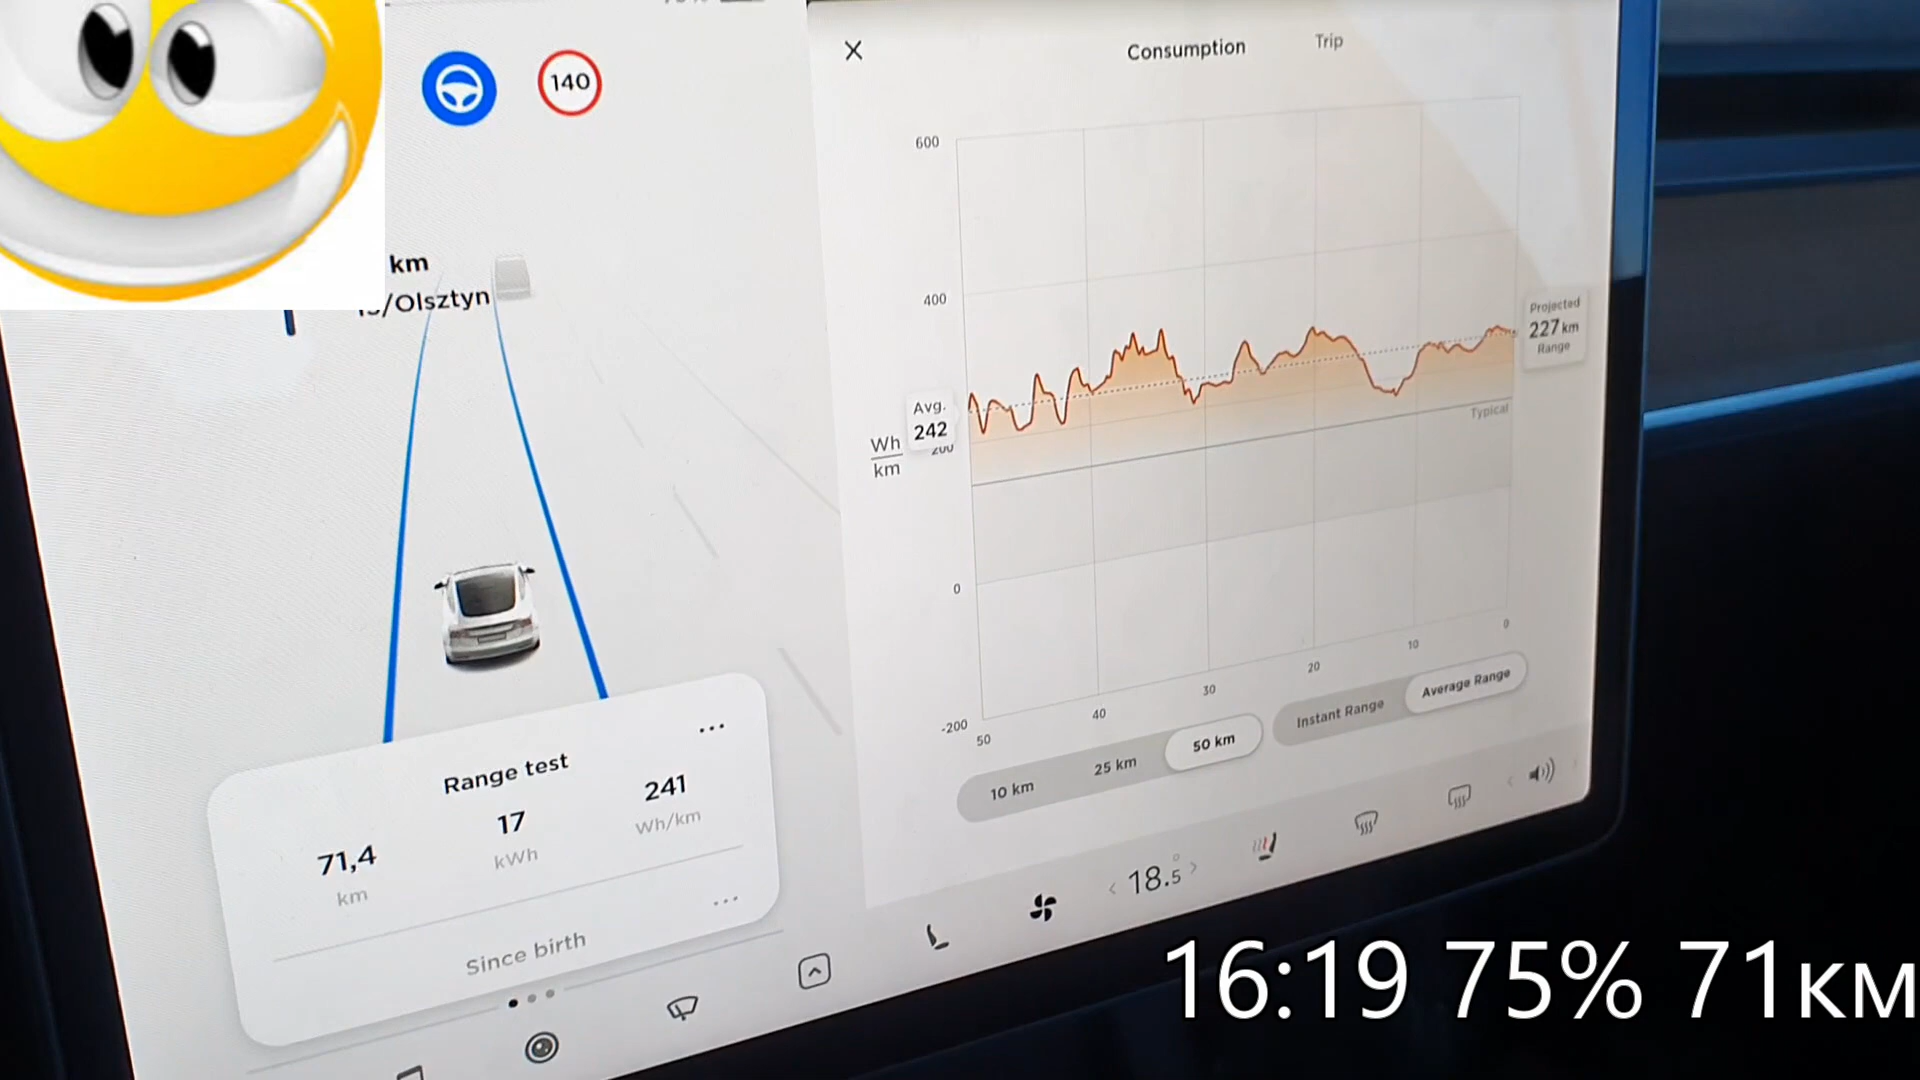 140
km
/Olsztyn
Range test
71,4
km
17
kWh
241
Wh/km
Since birth
Consumption
Trip
600
400
200
0
-200
Wh
km
Avg.
242
Typical
Projected
227 km
Range
50
40
30
20
10
0
10 km
25 km
50 km
Instant Range
Average Range
18.5°
16:19 75% 71км